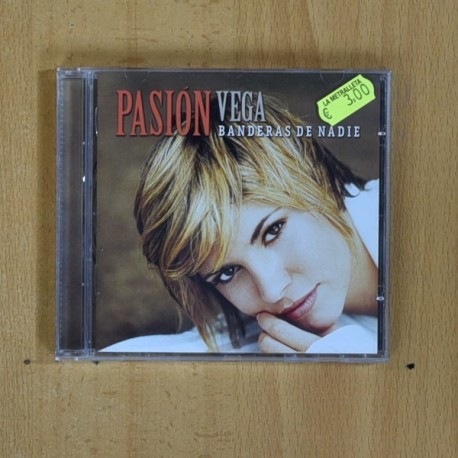 PASIÓN
VEGA
BANDERAS DE NADIE
LA METRALLETA
€ 3,00